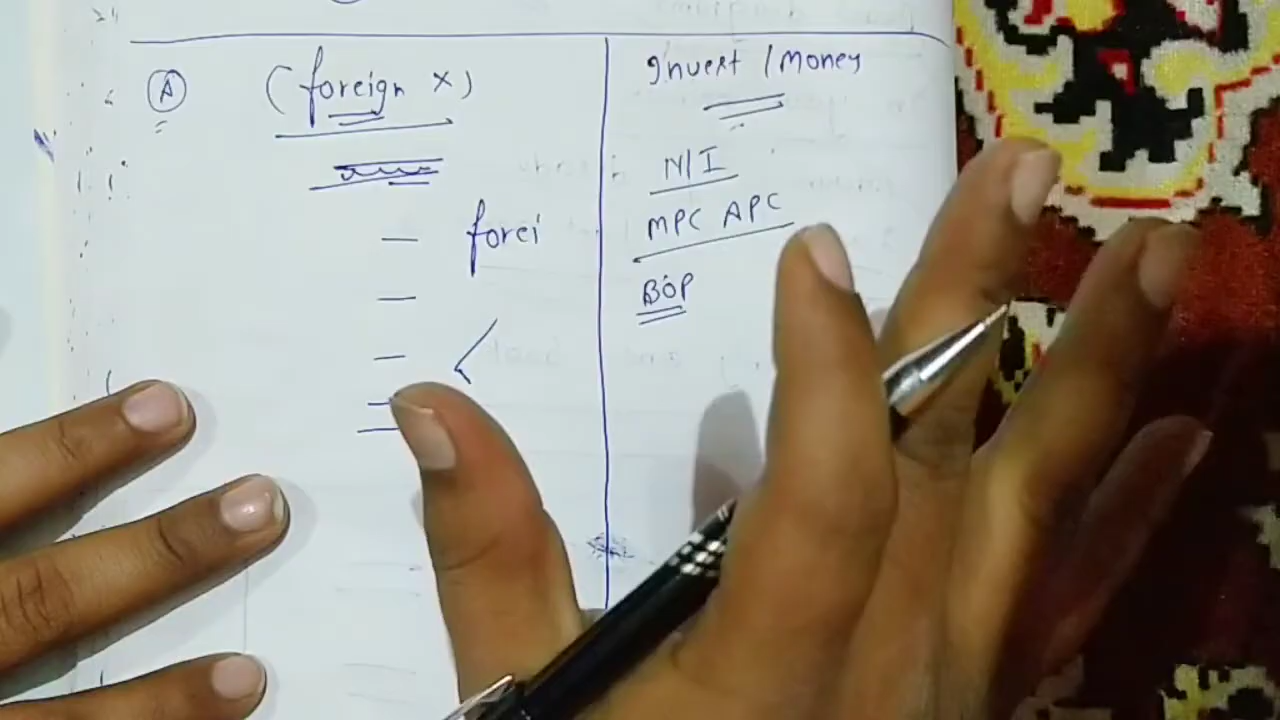 A
(foreign x)
forei
Invest / Money
N/I
MPC APC
BOP